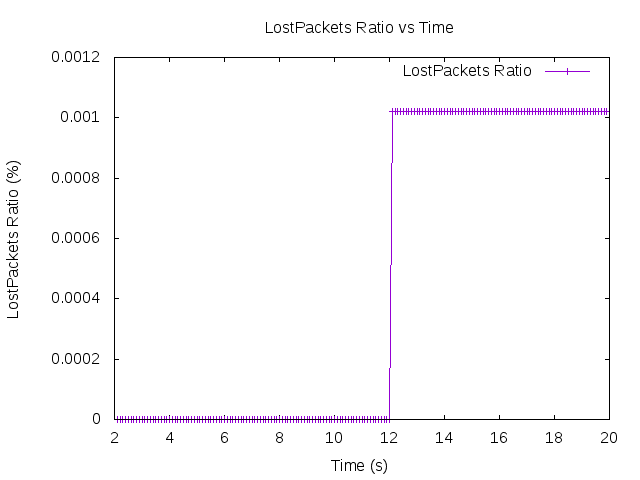 LostPackets Ratio vs Time
LostPackets Ratio
LostPackets Ratio (%)
0.0012
0.001
0.0008
0.0006
0.0004
0.0002
0
2 4 6 8 10 12 14 16 18 20
Time (s)